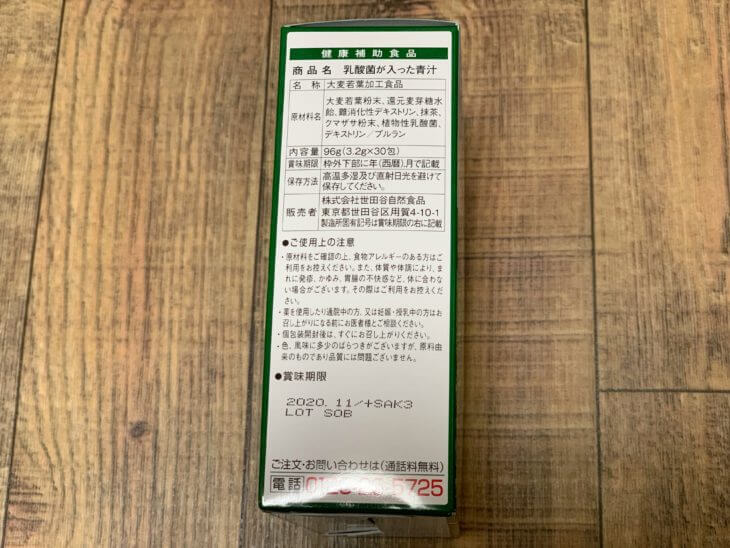 健康補助食品
商品名 乳酸菌が入った青汁
名称 大麦若葉加工食品
原材料名 大麦若葉粉末、還元麦芽糖水
飴、難消化性デキストリン、抹茶、
クマザサ粉末、植物性乳酸菌、
デキストリン/プルラン
内容量 96g(3.2g×30包)
賞味期限 枠外下部に年(西暦)、月で記載
保存方法 高温多湿及び直射日光を避けて
保存してください。
販売者 株式会社世田谷自然食品
東京都世田谷区用賀4-10-1
製造所固有記号は賞味期限の右に記載
●ご使用上の注意
・原材料をご確認の上、食物アレルギーのある方はご
利用をお控えください。また、体質や体調により、ま
れに発疹、かゆみ、胃腸の不快感など、体に合わな
い場合がございます。その際はご利用をお控えくだ
さい。
・薬を使用したり通院中の方、又は妊娠・授乳中の方はお
召し上がりになる前にお医者様とご相談ください。
・個包装開封後は、すぐにお召し上がりください。
・色、風味に多少のばらつきがございますが、原料由
来のものであり品質には問題ございません。
●賞味期限
2020.11/+SAK3
LOT SOB
ご注文・お問い合わせは(通話料無料)
電話 5725